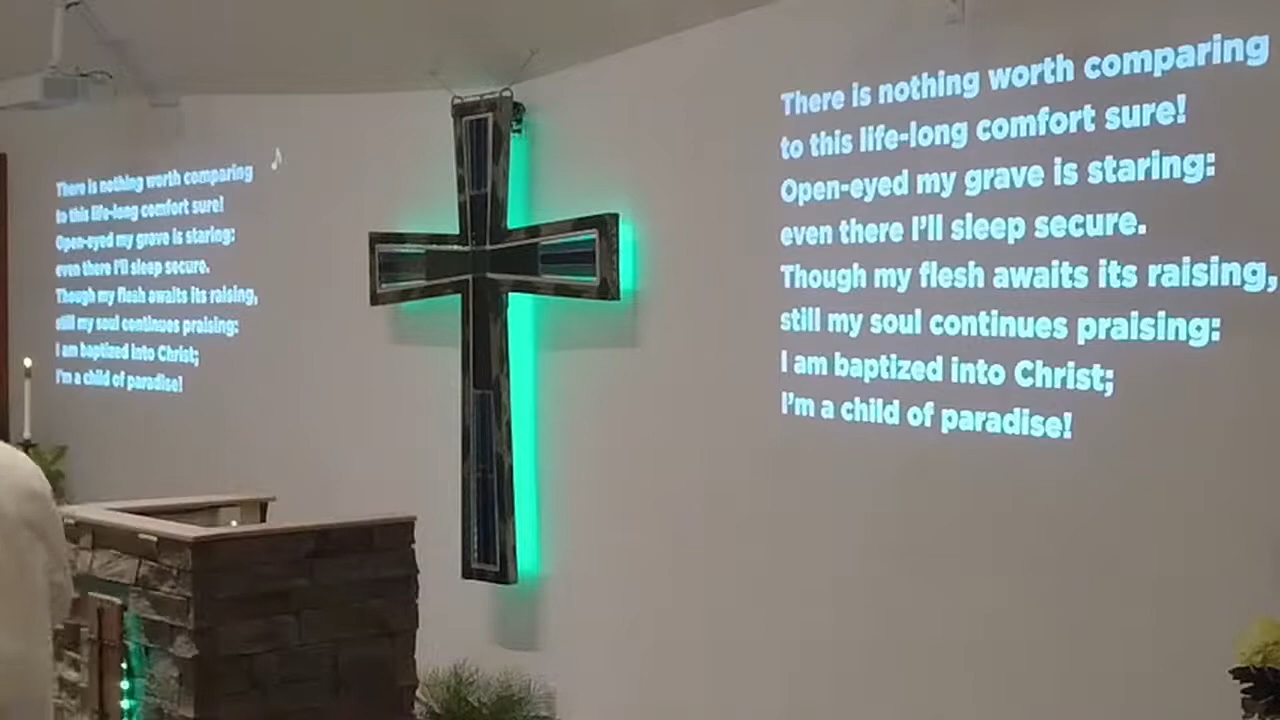 There is nothing worth comparing
to this life-long comfort sure!
Open-eyed my grave is staring:
even there I'll sleep secure.
Though my flesh awaits its raising,
still my soul continues praising:
I am baptized into Christ;
I'm a child of paradise!
There is nothing worth comparing
to this life-long comfort sure!
Open-eyed my grave is staring:
even there I’ll sleep secure.
Though my flesh awaits its raising,
still my soul continues praising:
I am baptized into Christ;
I’m a child of paradise!